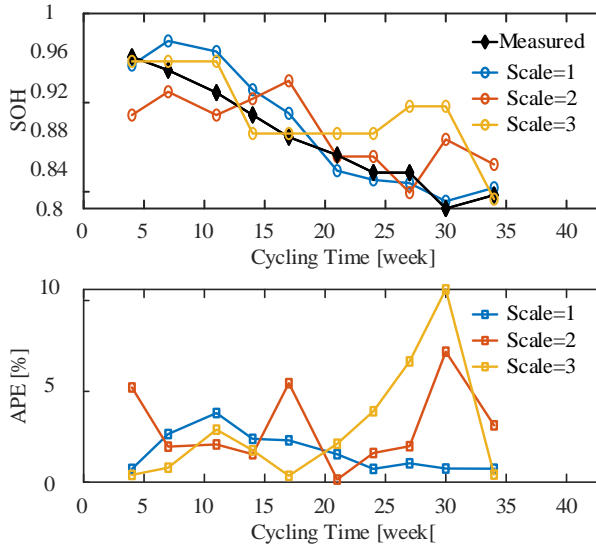 1
0.96
0.92
0.88
0.84
0.8
SOH
Measured
Scale=1
Scale=2
Scale=3
0 5 10 15 20 25 30 35 40
Cycling Time [week]
10
5
0
APE [%]
Scale=1
Scale=2
Scale=3
0 5 10 15 20 25 30 35 40
Cycling Time [week[